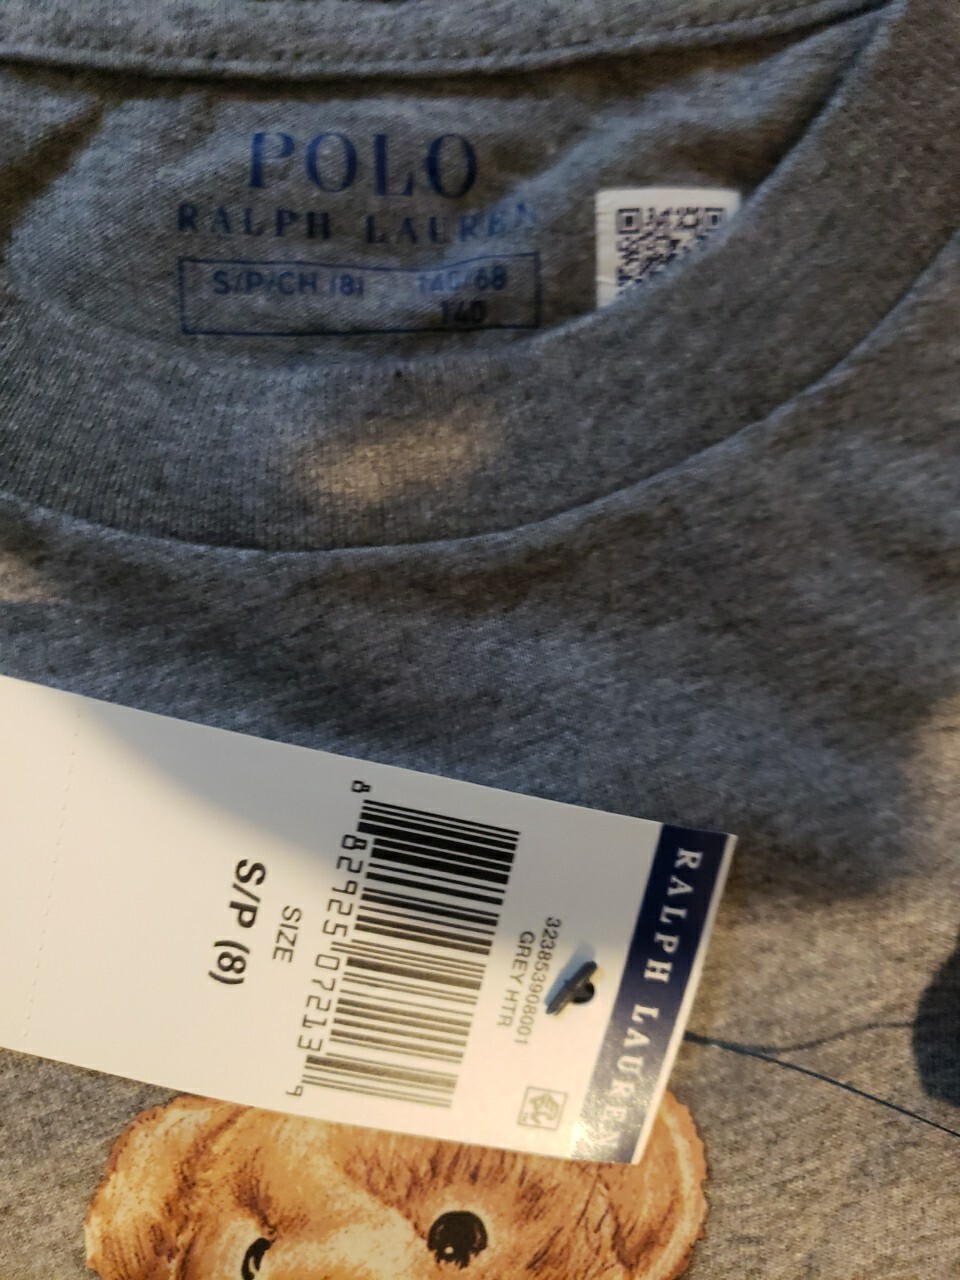 POLO
RALPH LAUREN
S/P/CH (8) 140/68
140
RALPH LAUREN
323853908001
GREY HTR
8 82925 07213 9
SIZE
S/P (8)